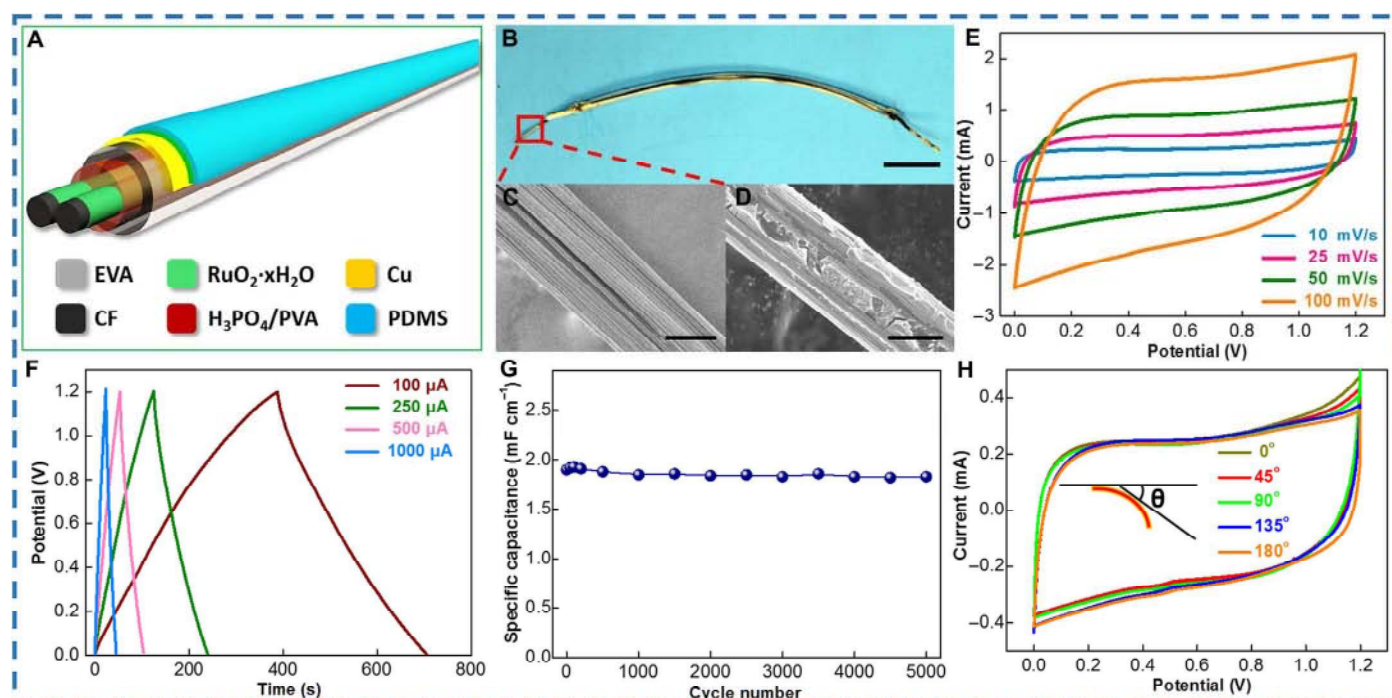 A
EVA
RuO₂·xH₂O
Cu
CF
H₃PO₄/PVA
PDMS
B
C
D
E
Current (mA)
2
1
0
−1
−2
−3
10 mV/s
25 mV/s
50 mV/s
100 mV/s
0.0 0.2 0.4 0.6 0.8 1.0 1.2
Potential (V)
F
Potential (V)
1.2
1.0
0.8
0.6
0.4
0.2
0.0
100 µA
250 µA
500 µA
1000 µA
0 200 400 600 800
Time (s)
G
Specific capacitance (mF cm⁻¹)
2.5
2.0
1.5
1.0
0.5
0.0
0 1000 2000 3000 4000 5000
Cycle number
H
Current (mA)
0.4
0.2
0.0
−0.2
−0.4
θ
0°
45°
90°
135°
180°
0.0 0.2 0.4 0.6 0.8 1.0 1.2
Potential (V)